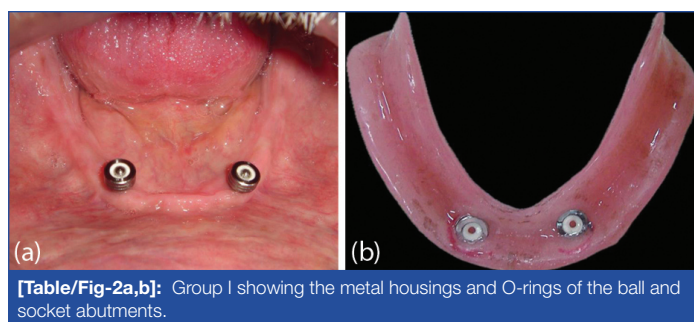 (a)
(b)
[Table/Fig-2a,b]: Group I showing the metal housings and O-rings of the ball and
socket abutments.